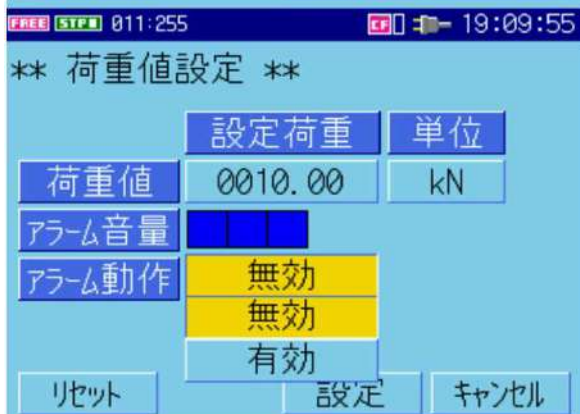 FREE STPⅡ 011:255 CF 19:09:55
** 荷重値設定 **
設定荷重 単位
荷重値 0010.00 kN
アラーム音量
アラーム動作 無効
無効
有効
リセット 設定 キャンセル